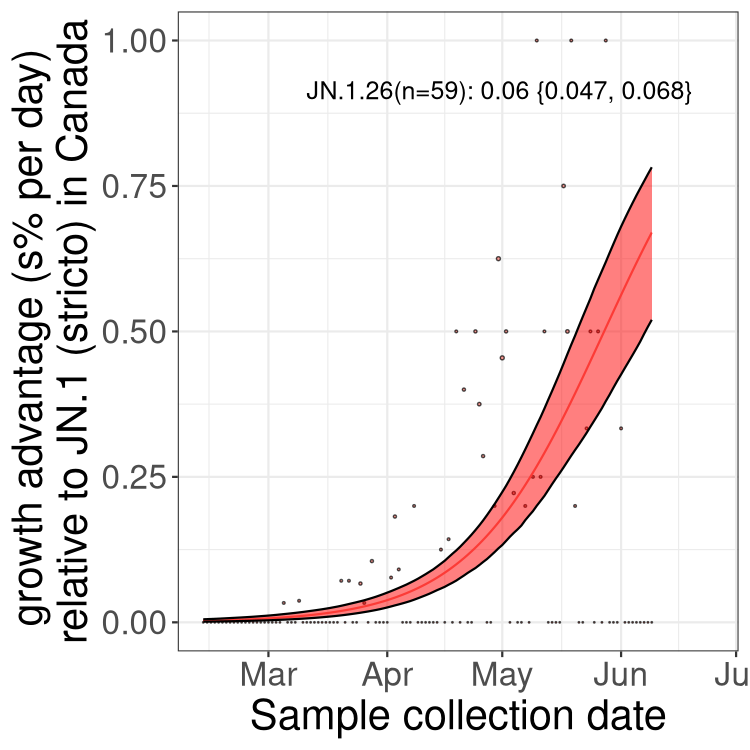 growth advantage (s% per day)
relative to JN.1 (stricto) in Canada
1.00
0.75
0.50
0.25
0.00
JN.1.26(n=59): 0.06 {0.047, 0.068}
Mar Apr May Jun Ju
Sample collection date